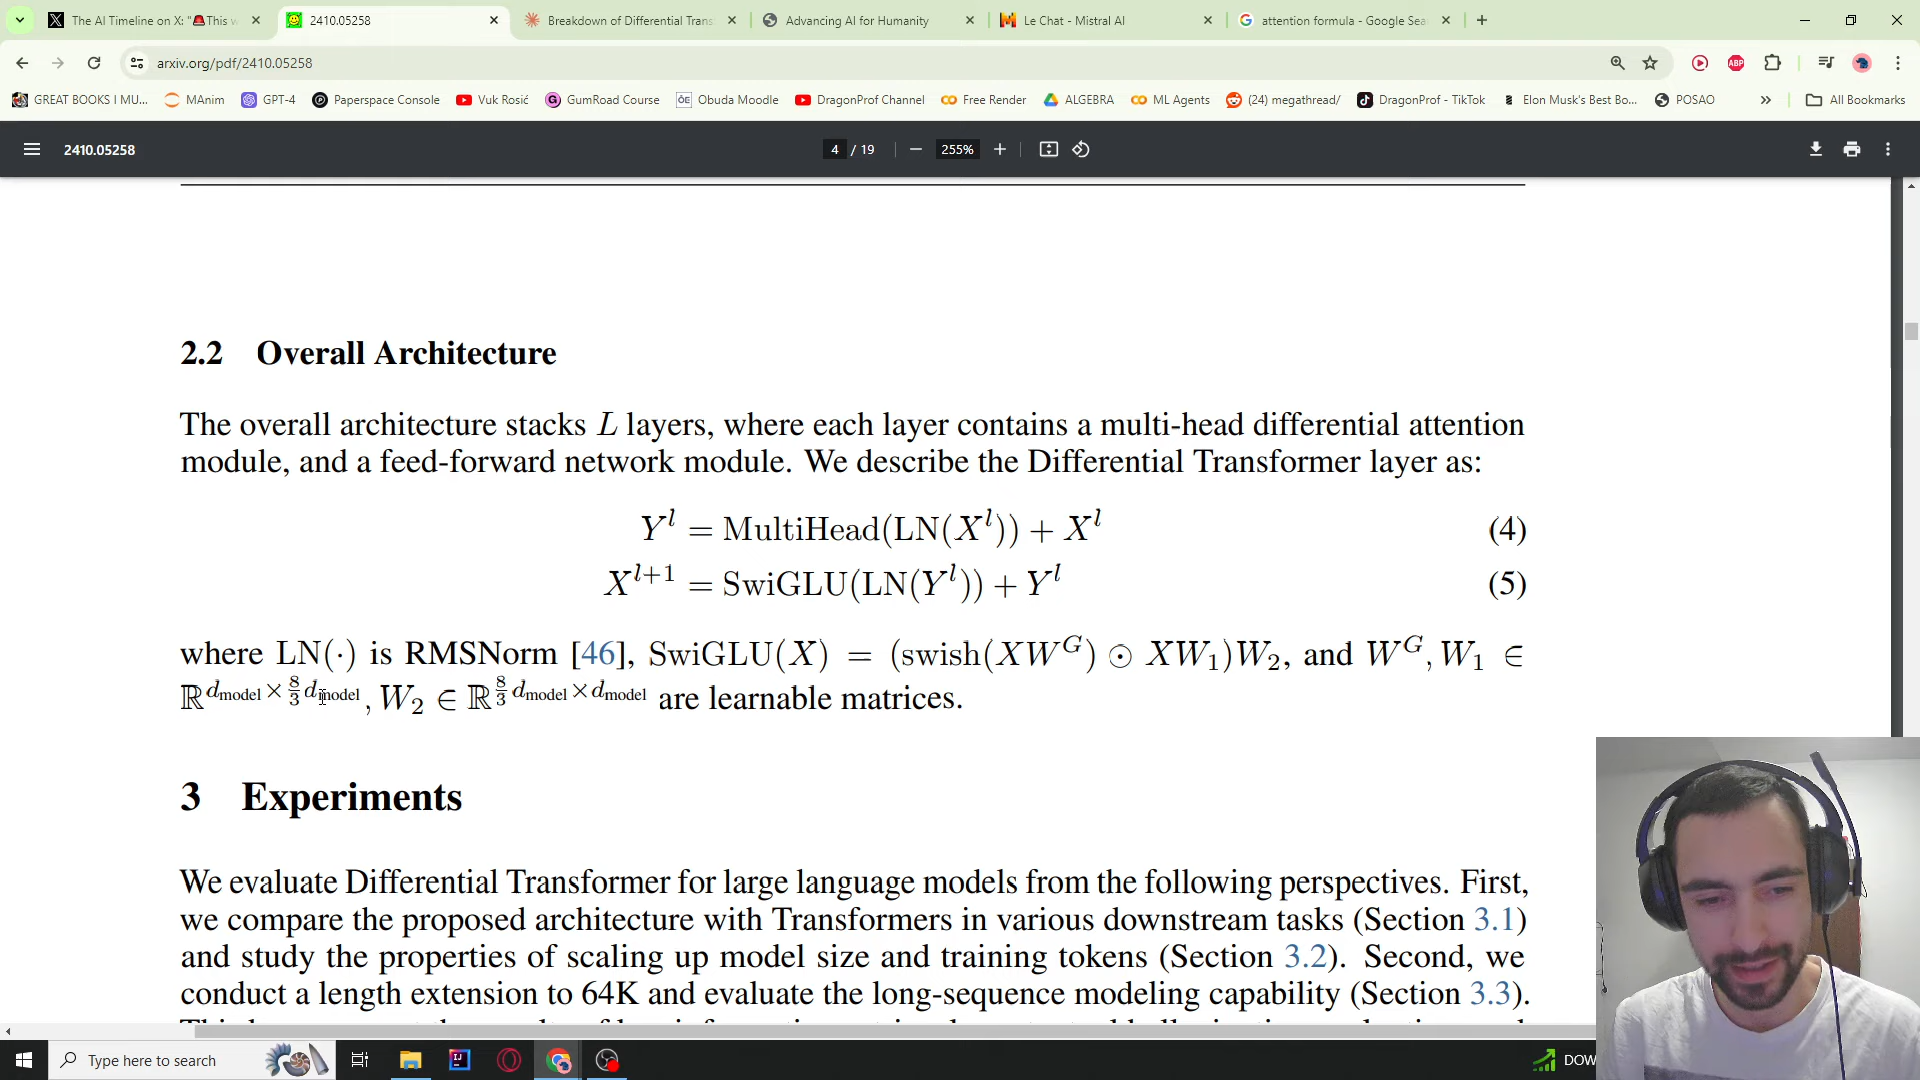 The AI Timeline on X: "🚨This w
2410.05258
Breakdown of Differential Trans
Advancing AI for Humanity
Le Chat - Mistral AI
attention formula - Google Sea
arxiv.org/pdf/2410.05258
GREAT BOOKS I MU...
MAnim
GPT-4
Paperspace Console
Vuk Rosić
GumRoad Course
Obuda Moodle
DragonProf Channel
Free Render
ALGEBRA
ML Agents
(24) megathread/
DragonProf - TikTok
Elon Musk's Best Bo...
POSAO
All Bookmarks
2410.05258
4 / 19
255%
2.2 Overall Architecture
The overall architecture stacks L layers, where each layer contains a multi-head differential attention
module, and a feed-forward network module. We describe the Differential Transformer layer as:
Y^l = MultiHead(LN(X^l)) + X^l (4)
X^{l+1} = SwiGLU(LN(Y^l)) + Y^l (5)
where LN(·) is RMSNorm [46], SwiGLU(X) = (swish(XW^G) ⊙ XW_1)W_2, and W^G, W_1 ∈
ℝ^{d_model × 8/3 d_model}, W_2 ∈ ℝ^{8/3 d_model × d_model} are learnable matrices.
3 Experiments
We evaluate Differential Transformer for large language models from the following perspectives. First,
we compare the proposed architecture with Transformers in various downstream tasks (Section 3.1)
and study the properties of scaling up model size and training tokens (Section 3.2). Second, we
conduct a length extension to 64K and evaluate the long-sequence modeling capability (Section 3.3).
Type here to search
DOW